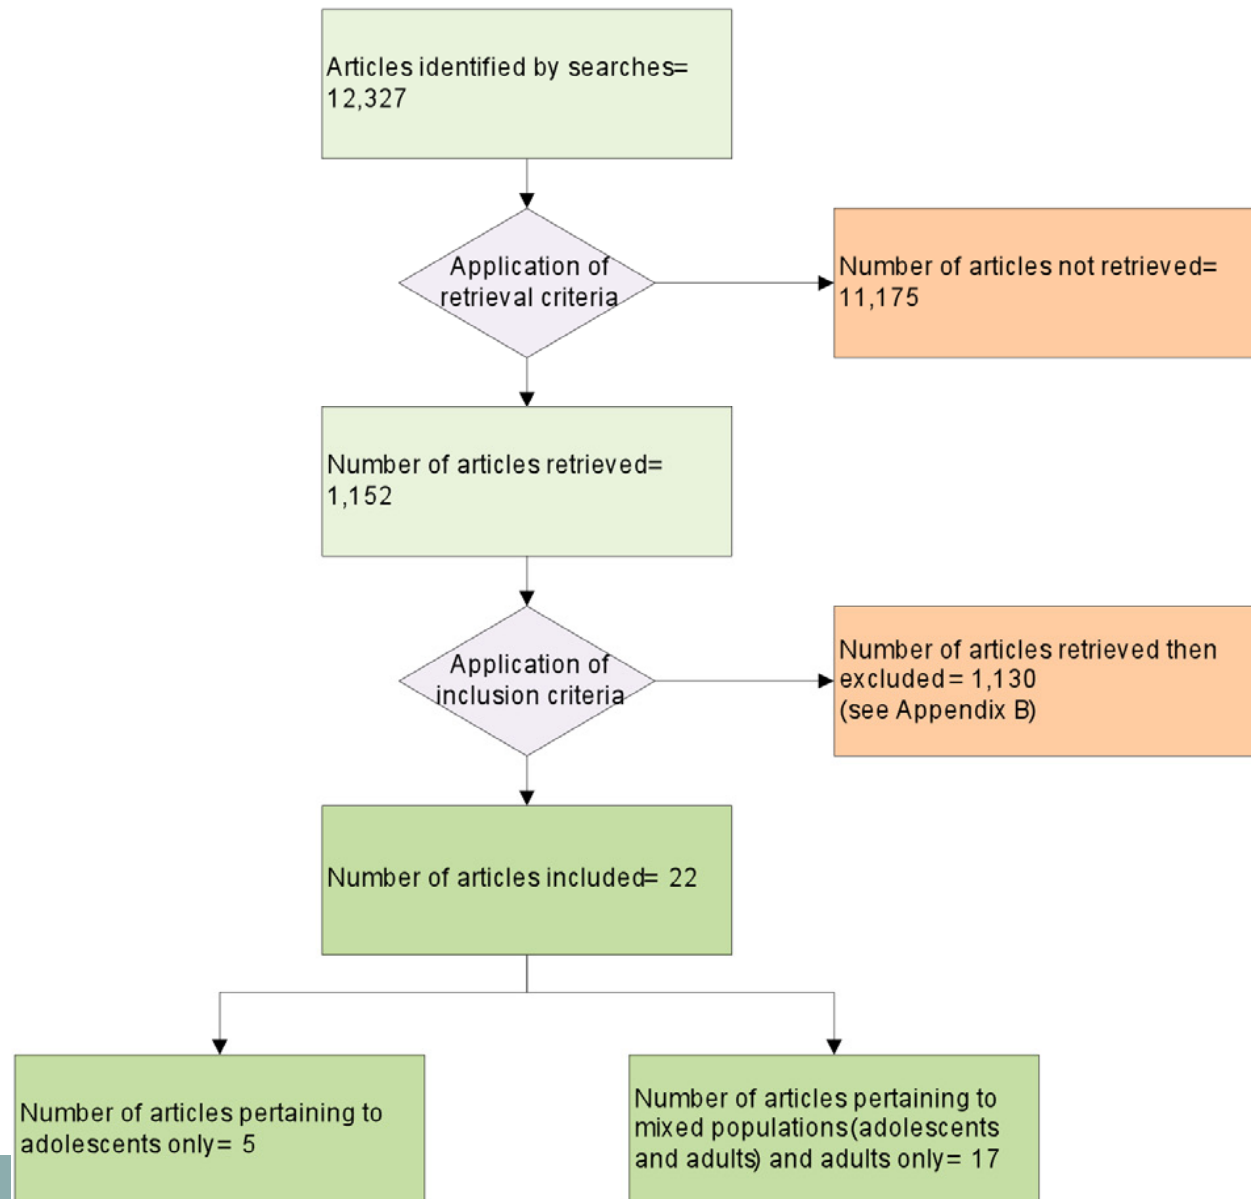 Articles identified by searches=
12,327
Application of
retrieval criteria
Number of articles not retrieved=
11,175
Number of articles retrieved=
1,152
Application of
inclusion criteria
Number of articles retrieved then
excluded= 1,130
(see Appendix B)
Number of articles included= 22
Number of articles pertaining to
adolescents only= 5
Number of articles pertaining to
mixed populations(adolescents
and adults) and adults only= 17